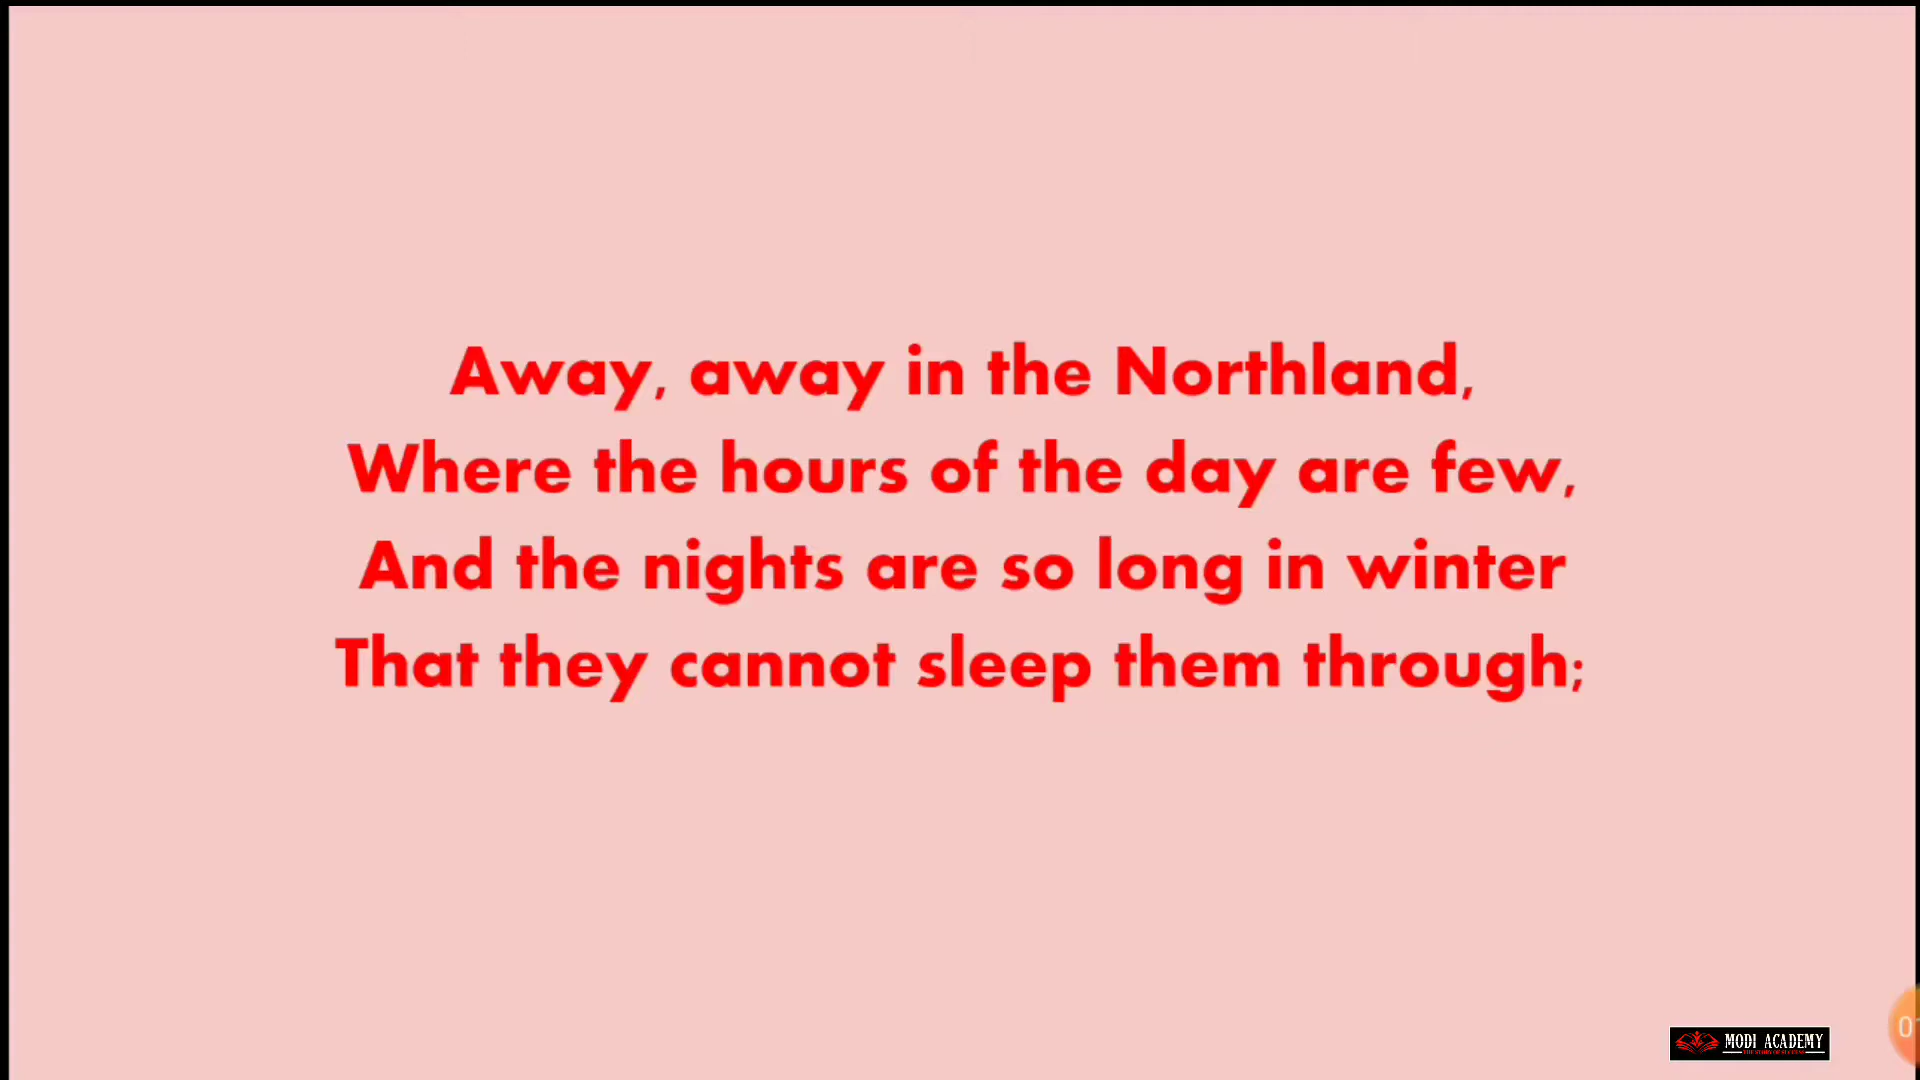 Away, away in the Northland,
Where the hours of the day are few,
And the nights are so long in winter
That they cannot sleep them through;
MODI ACADEMY